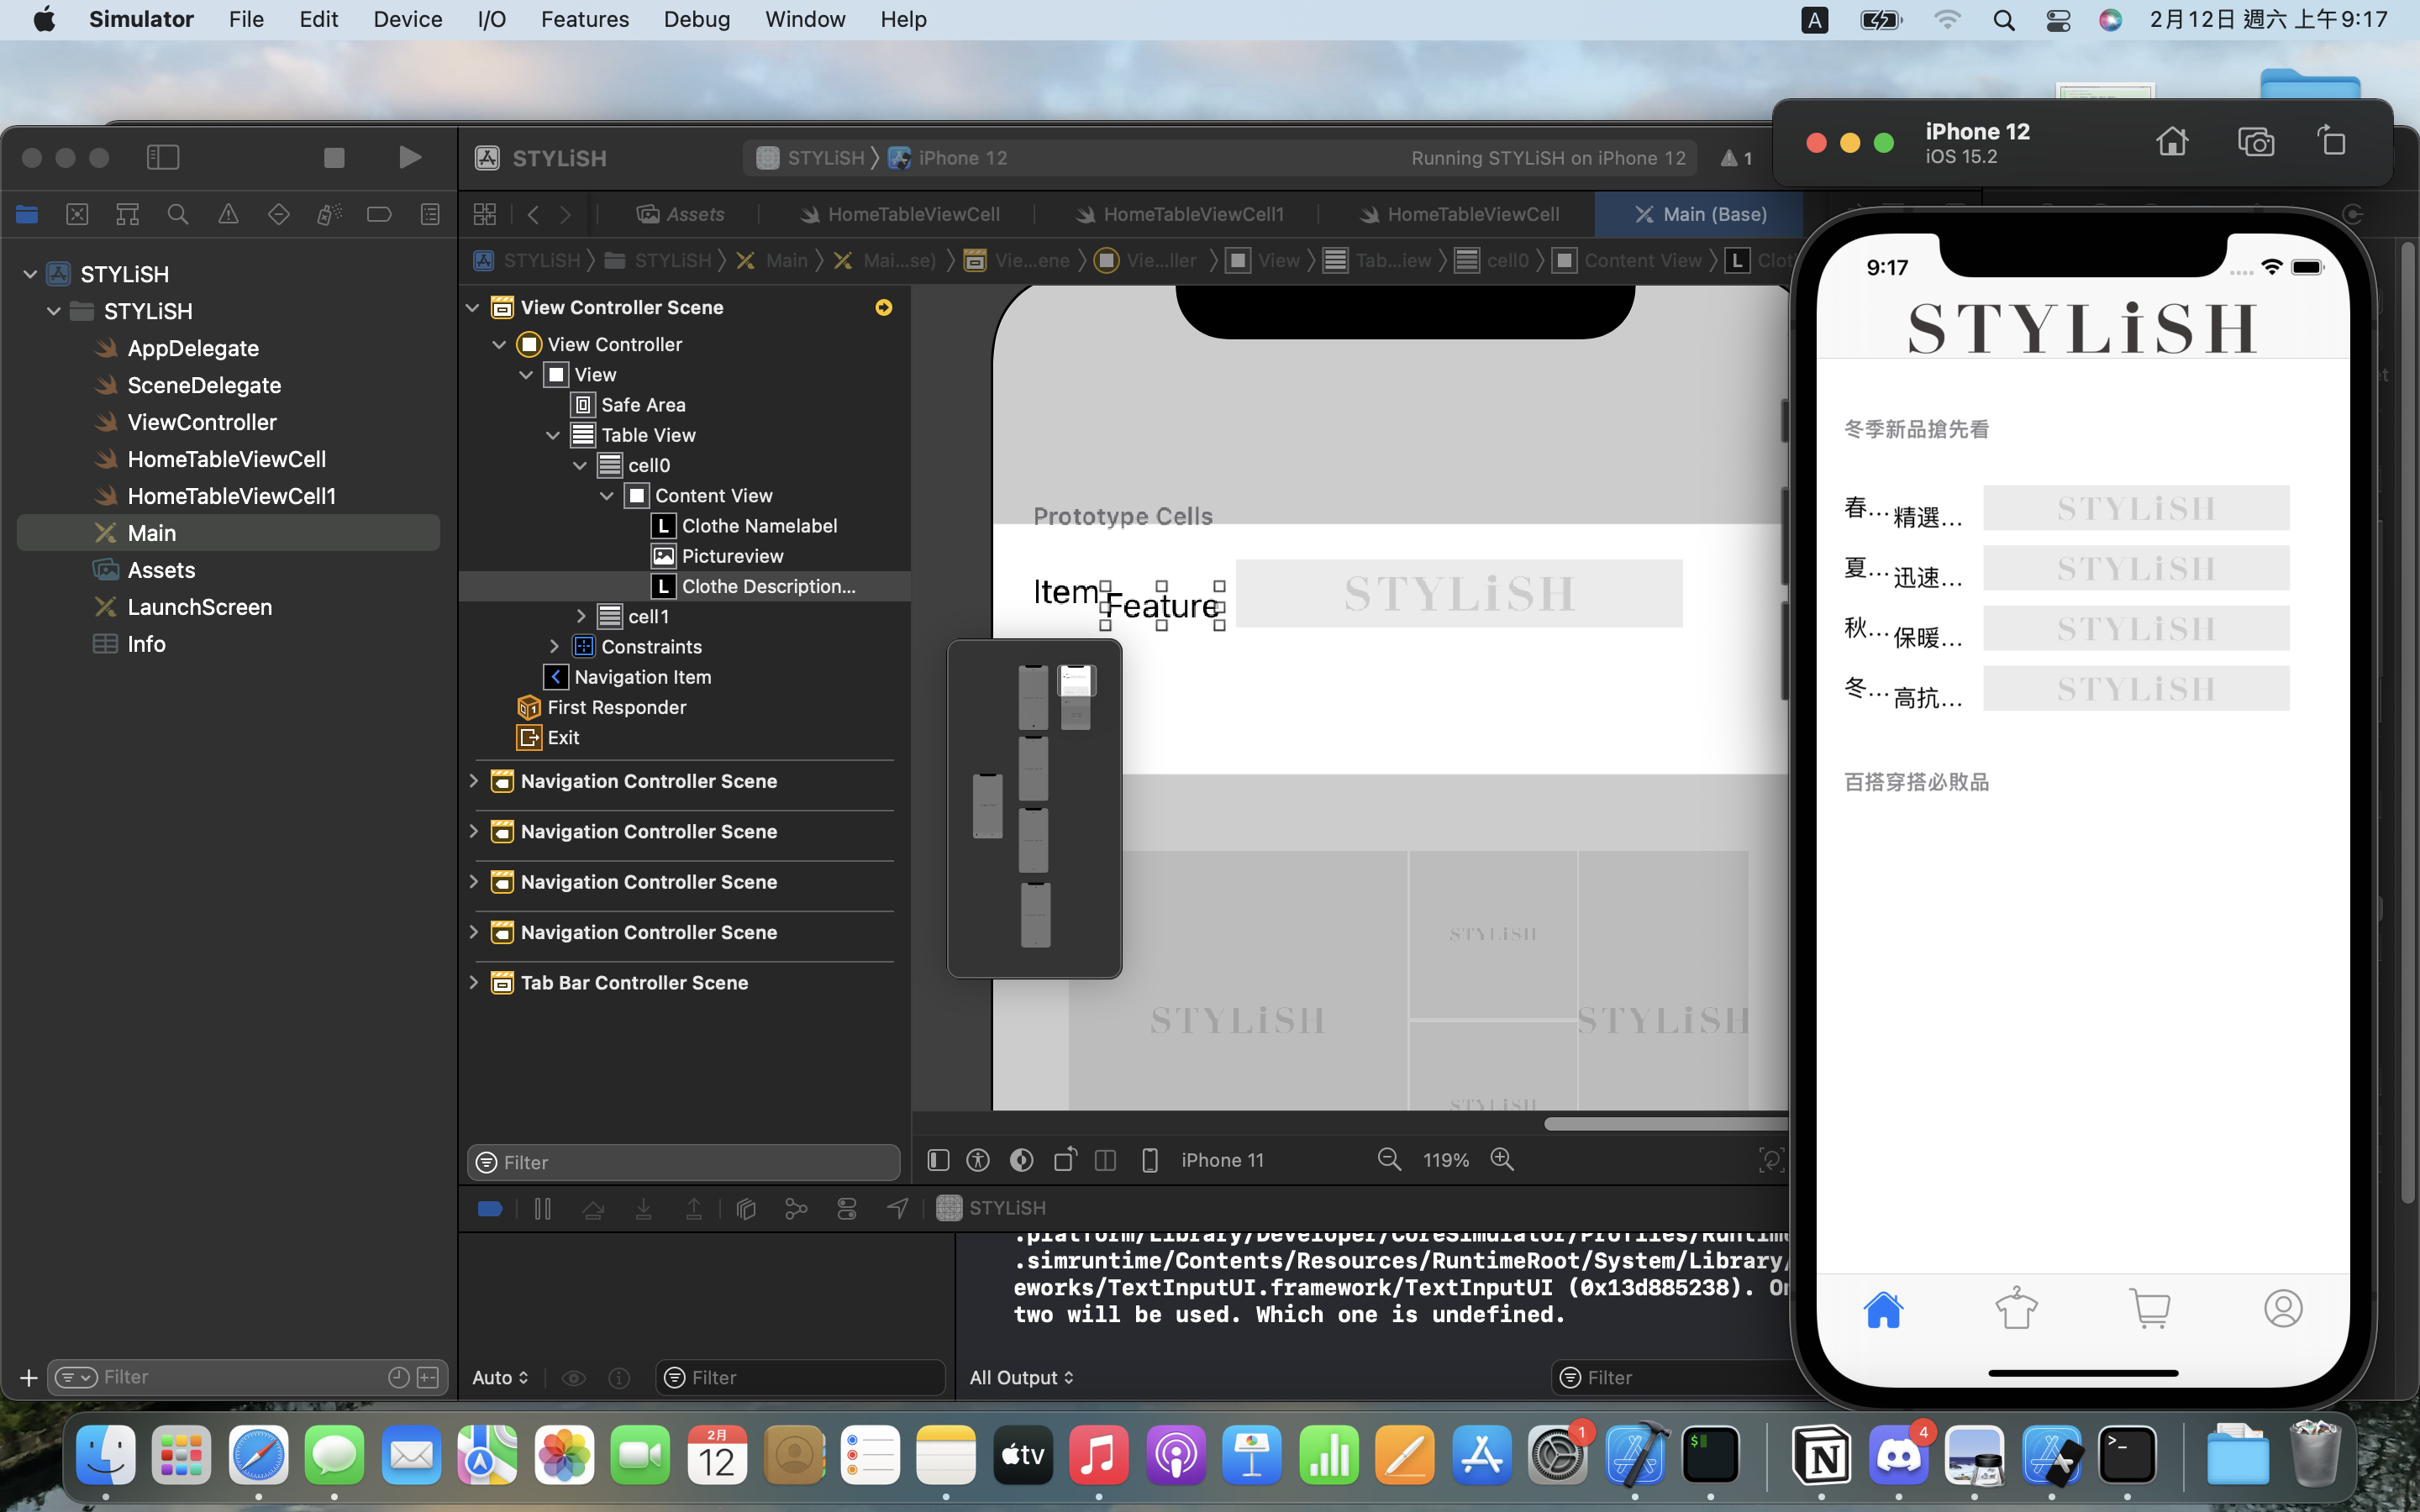 Simulator File Edit Device I/O Features Debug Window Help
A
2月12日 週六 上午9:17
STYLiSH
STYLiSH iPhone 12
Running STYLiSH on iPhone 12
1
iPhone 12
iOS 15.2
Assets
HomeTableViewCell
HomeTableViewCell1
HomeTableViewCell
Main (Base)
STYLiSH STYLiSH Main Mai...se) Vie...ene Vie...ller View Tab...iew cell0 Content View L Clot
STYLiSH
STYLiSH
AppDelegate
SceneDelegate
ViewController
HomeTableViewCell
HomeTableViewCell1
Main
Assets
LaunchScreen
Info
Filter
View Controller Scene
View Controller
View
Safe Area
Table View
cell0
Content View
L Clothe Namelabel
Pictureview
L Clothe Description...
cell1
Constraints
Navigation Item
First Responder
Exit
Navigation Controller Scene
Navigation Controller Scene
Navigation Controller Scene
Navigation Controller Scene
Tab Bar Controller Scene
Filter
Prototype Cells
Item
Feature
STYLiSH
STYLiSH
STYLiSH
STYLiSH
STYLiSH
iPhone 11
119%
STYLiSH
.platform/Library/Developer/CoreSimulator/Profiles/Runtime
.simruntime/Contents/Resources/RuntimeRoot/System/Library/
eworks/TextInputUI.framework/TextInputUI (0x13d885238). On
two will be used. Which one is undefined.
Auto
Filter
All Output
Filter
9:17
STYLiSH
冬季新品搶先看
春... 精選... STYLiSH
夏... 迅速... STYLiSH
秋... 保暖... STYLiSH
冬... 高抗... STYLiSH
百搭穿搭必敗品
2月
12
tv
1
$
N
4
>_